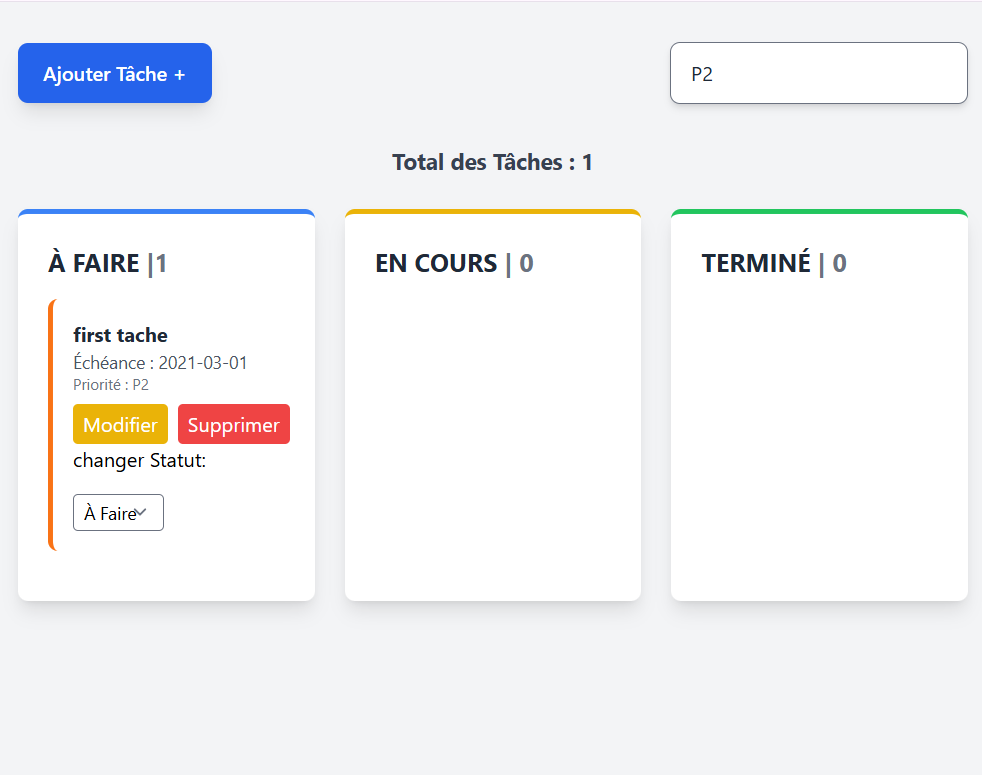 Ajouter Tâche +
P2
Total des Tâches : 1
À FAIRE |1
first tache
Échéance : 2021-03-01
Priorité : P2
Modifier
Supprimer
changer Statut:
À Faire
EN COURS | 0
TERMINÉ | 0